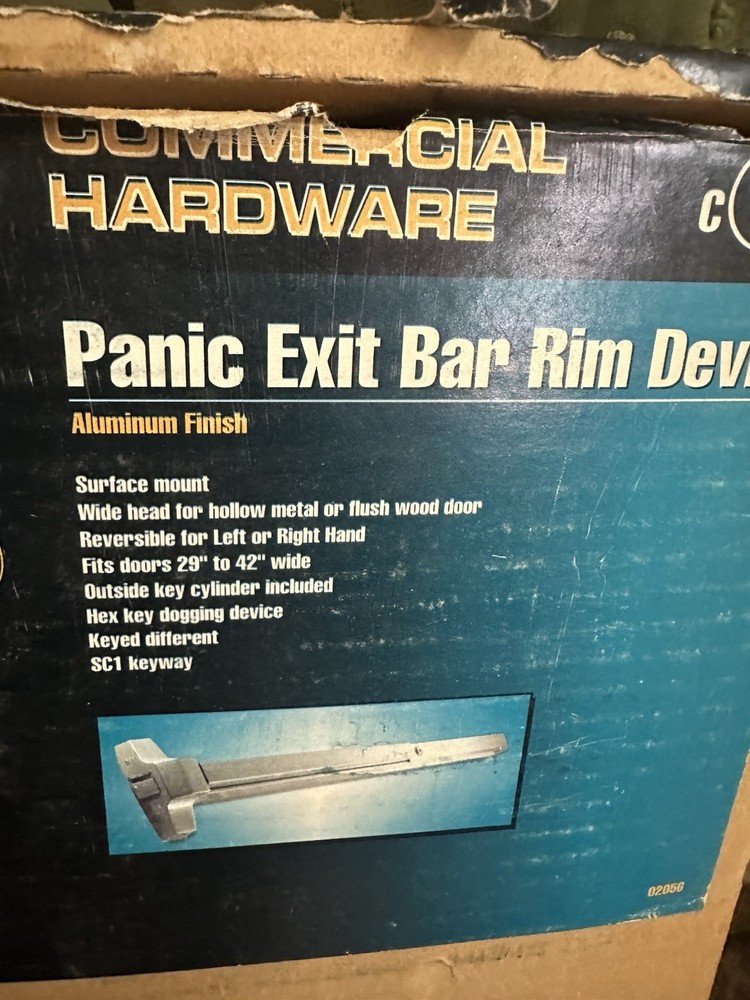 COMMERCIAL
HARDWARE
C
Panic Exit Bar Rim Devi
Aluminum Finish
Surface mount
Wide head for hollow metal or flush wood door
Reversible for Left or Right Hand
Fits doors 29" to 42" wide
Outside key cylinder included
Hex key dogging device
Keyed different
SC1 keyway
0205G